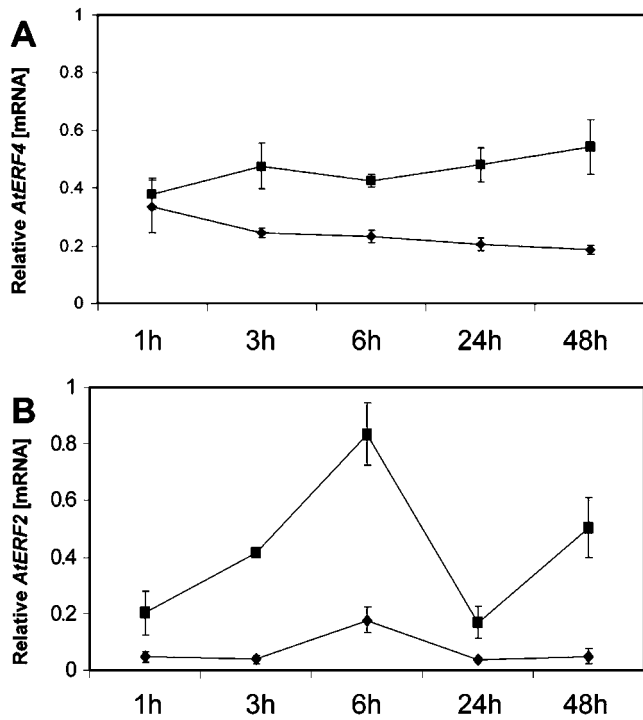 A
Relative AtERF4 [mRNA]
1
0.8
0.6
0.4
0.2
0
1h 3h 6h 24h 48h
B
Relative AtERF2 [mRNA]
1
0.8
0.6
0.4
0.2
0
1h 3h 6h 24h 48h